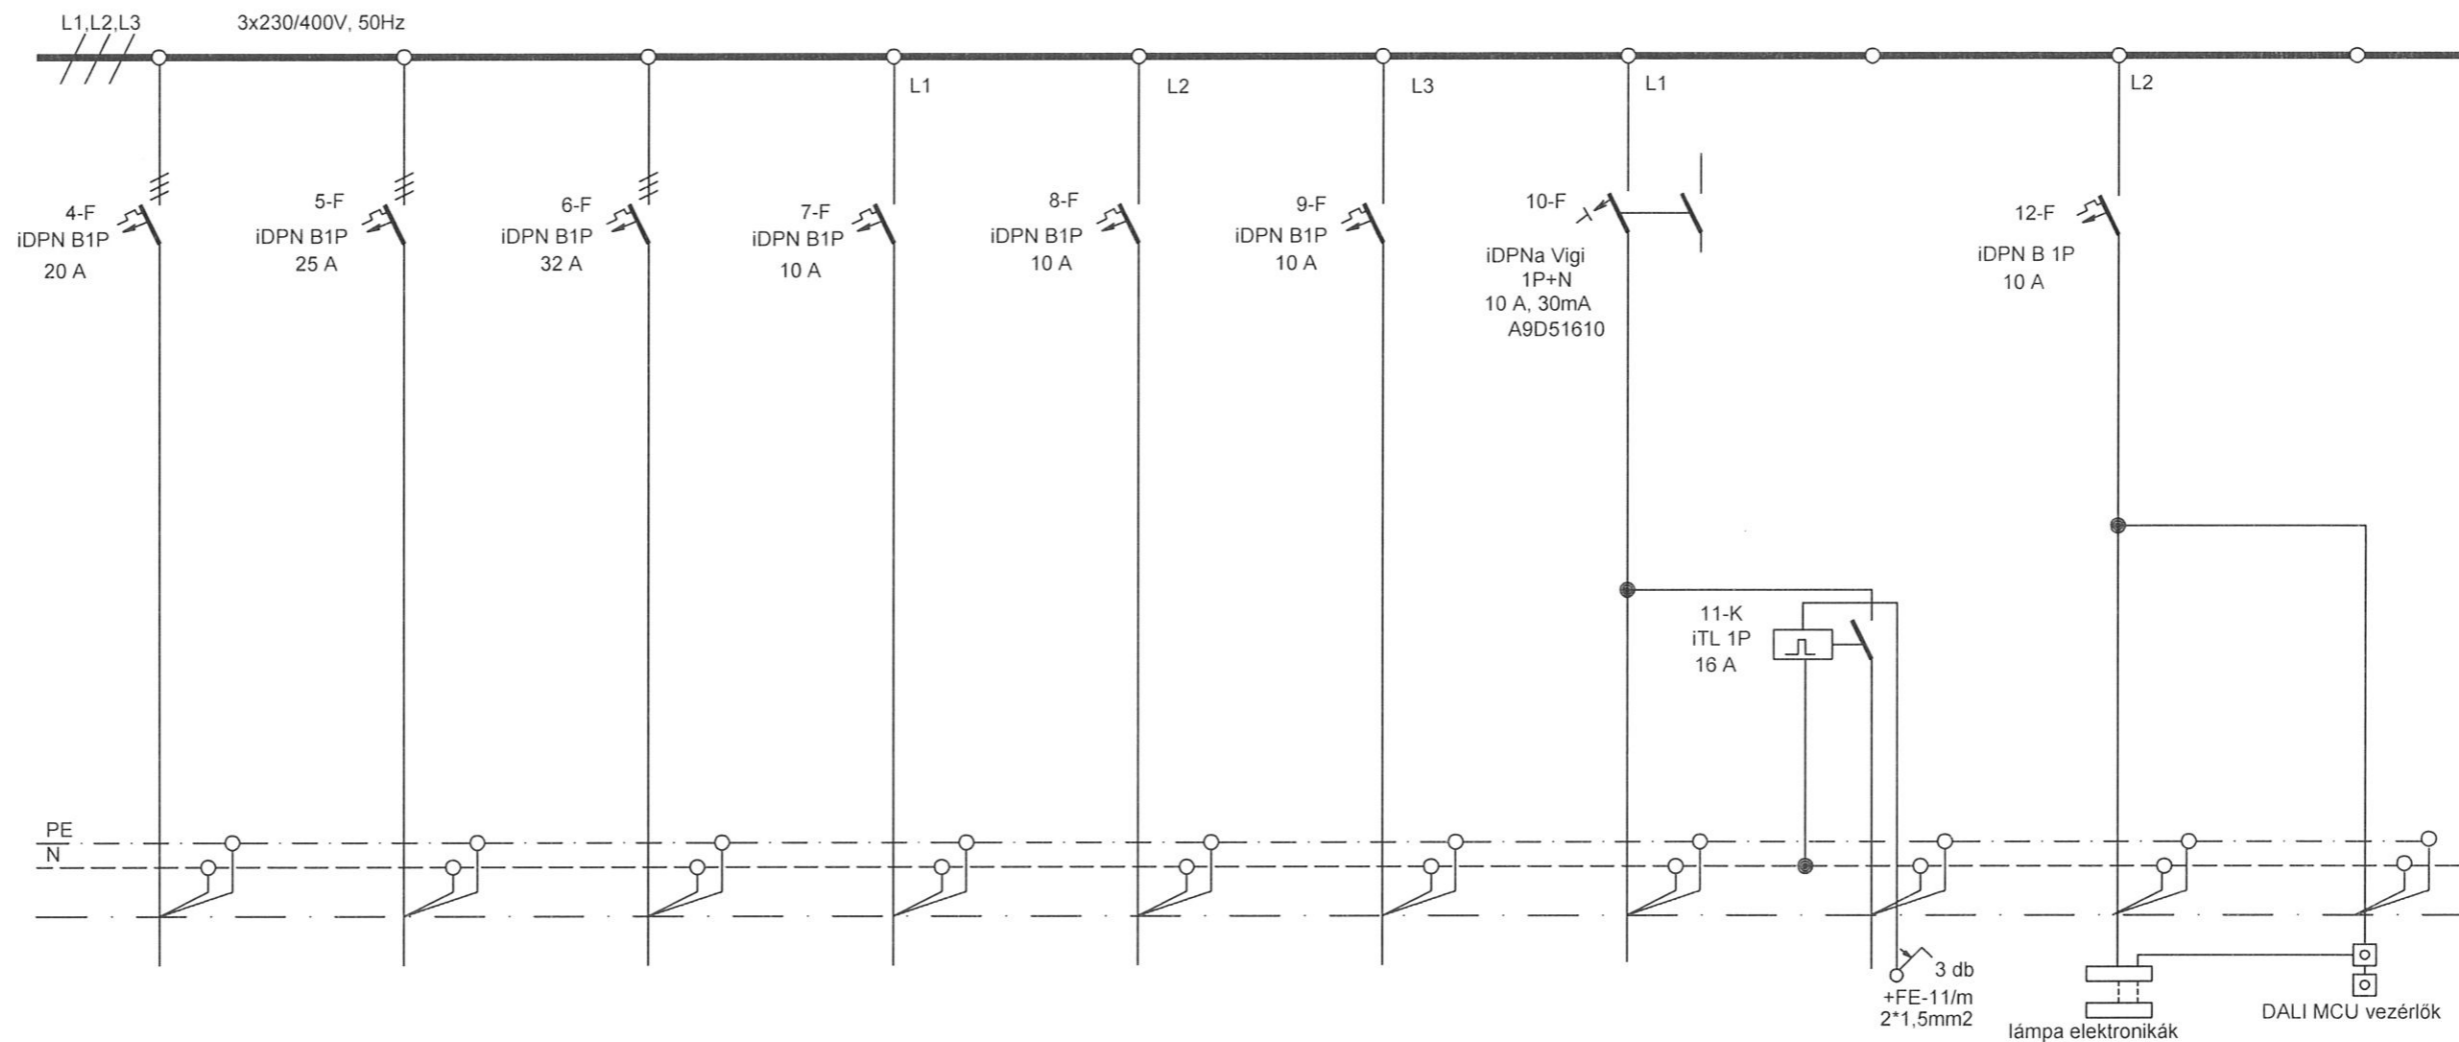 L1,L2,L3
3x230/400V, 50Hz
L1
L2
L3
L1
L2
4-F
iDPN B1P
20 A
5-F
iDPN B1P
25 A
6-F
iDPN B1P
32 A
7-F
iDPN B1P
10 A
8-F
iDPN B1P
10 A
9-F
iDPN B1P
10 A
10-F
iDPNa Vigi
1P+N
10 A, 30mA
A9D51610
12-F
iDPN B 1P
10 A
11-K
iTL 1P
16 A
PE
N
3 db
+FE-11/m
2*1,5mm2
lámpa elektronikák
DALI MCU vezérlők